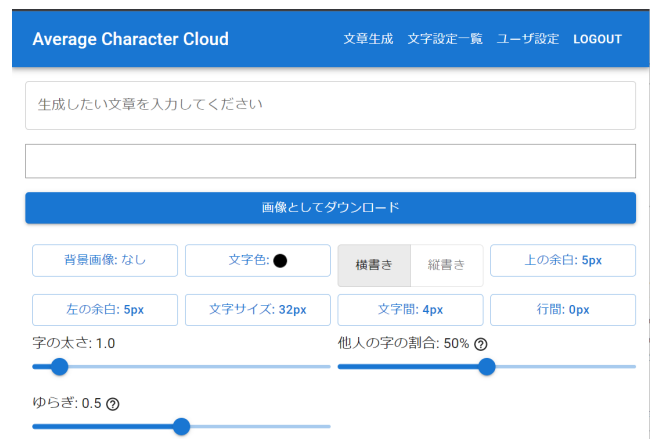 Average Character Cloud 文章生成 文字設定一覧 ユーザ設定 LOGOUT
生成したい文章を入力してください
画像としてダウンロード
背景画像: なし 文字色: 横書き 縦書き 上の余白: 5px
左の余白: 5px 文字サイズ: 32px 文字間: 4px 行間: 0px
字の太さ: 1.0 他人の字の割合: 50% ?
ゆらぎ: 0.5 ?